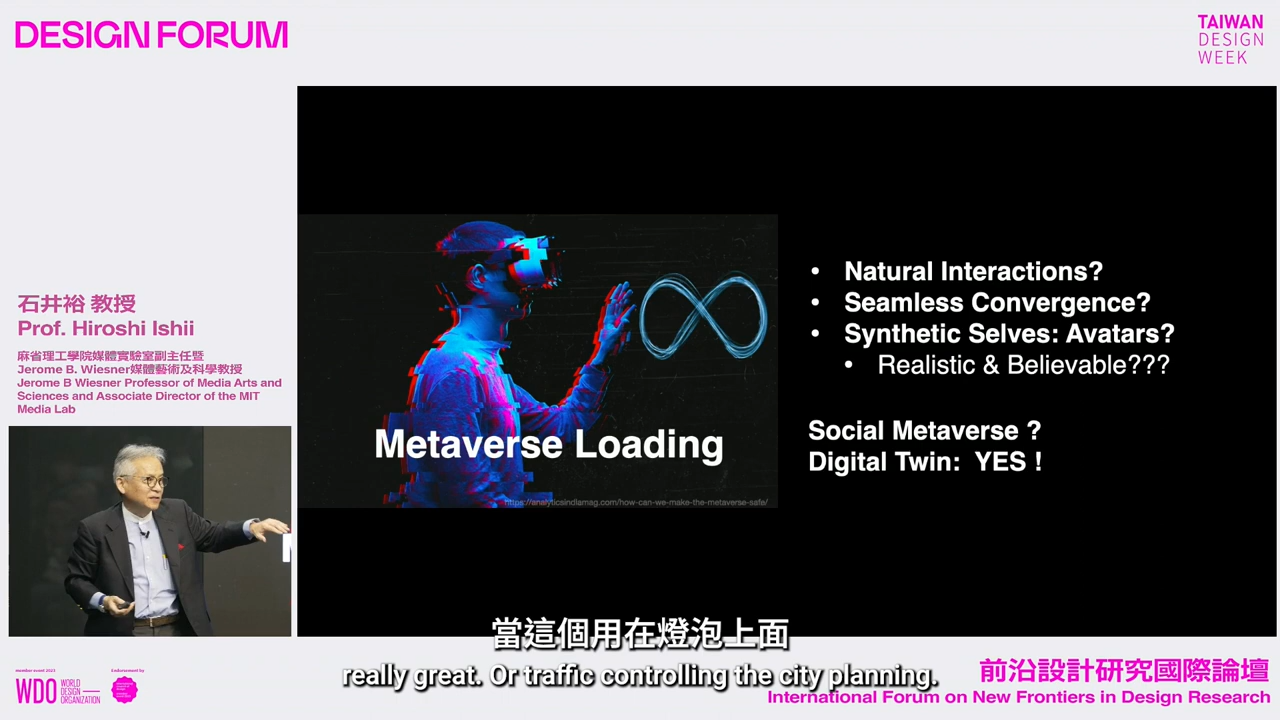 DESIGN FORUM
TAIWAN
DESIGN
WEEK
石井裕 教授
Prof. Hiroshi Ishii
麻省理工學院媒體實驗室副主任暨
Jerome B. Wiesner媒體藝術及科學教授
Jerome B Wiesner Professor of Media Arts and
Sciences and Associate Director of the MIT
Media Lab
Metaverse Loading
https://analyticsindiamag.com/how-can-we-make-the-metaverse-safe/
• Natural Interactions?
• Seamless Convergence?
• Synthetic Selves: Avatars?
• Realistic & Believable???
Social Metaverse ?
Digital Twin: YES !
當這個用在燈泡上面
really great. Or traffic controlling the city planning.
member event 2023
WDO
WORLD
DESIGN
ORGANIZATION
Endorsement by
前沿設計研究國際論壇
International Forum on New Frontiers in Design Research